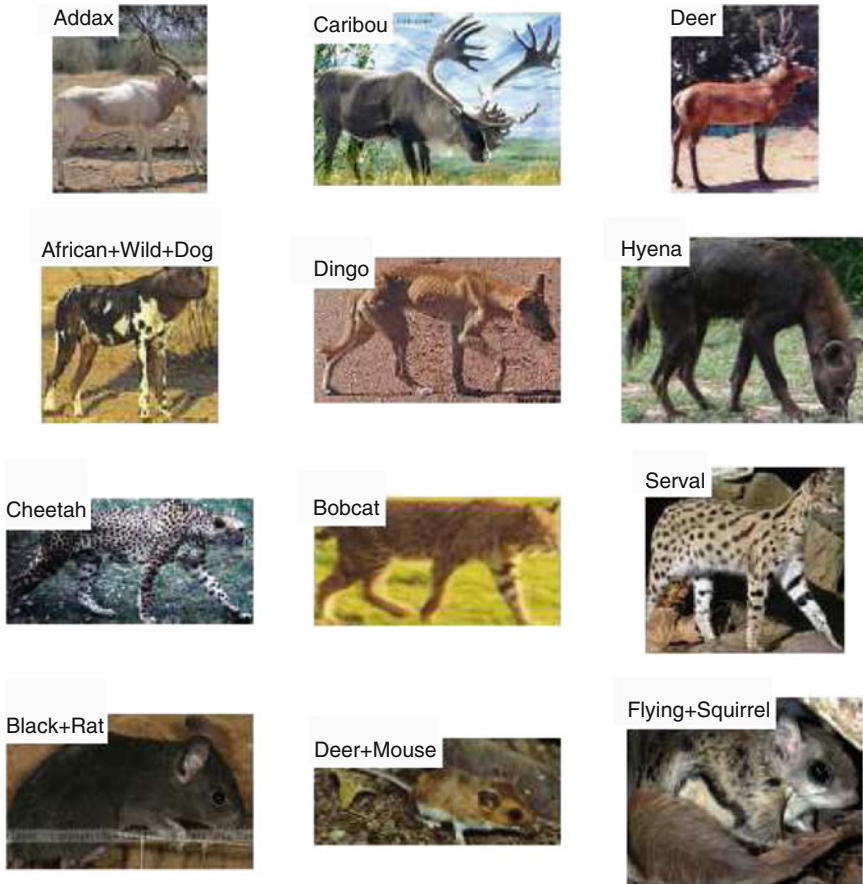 Addax
Caribou
Deer
African+Wild+Dog
Dingo
Hyena
Cheetah
Bobcat
Serval
Black+Rat
Deer+Mouse
Flying+Squirrel